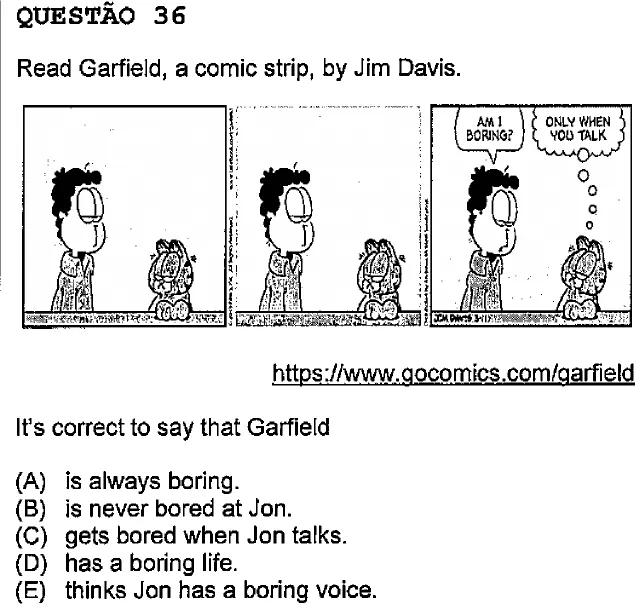 QUESTÃO 36
Read Garfield, a comic strip, by Jim Davis.
AM I
BORING?
ONLY WHEN
YOU TALK
JIM DAVIS
https://www.gocomics.com/garfield
It's correct to say that Garfield
(A) is always boring.
(B) is never bored at Jon.
(C) gets bored when Jon talks.
(D) has a boring life.
(E) thinks Jon has a boring voice.